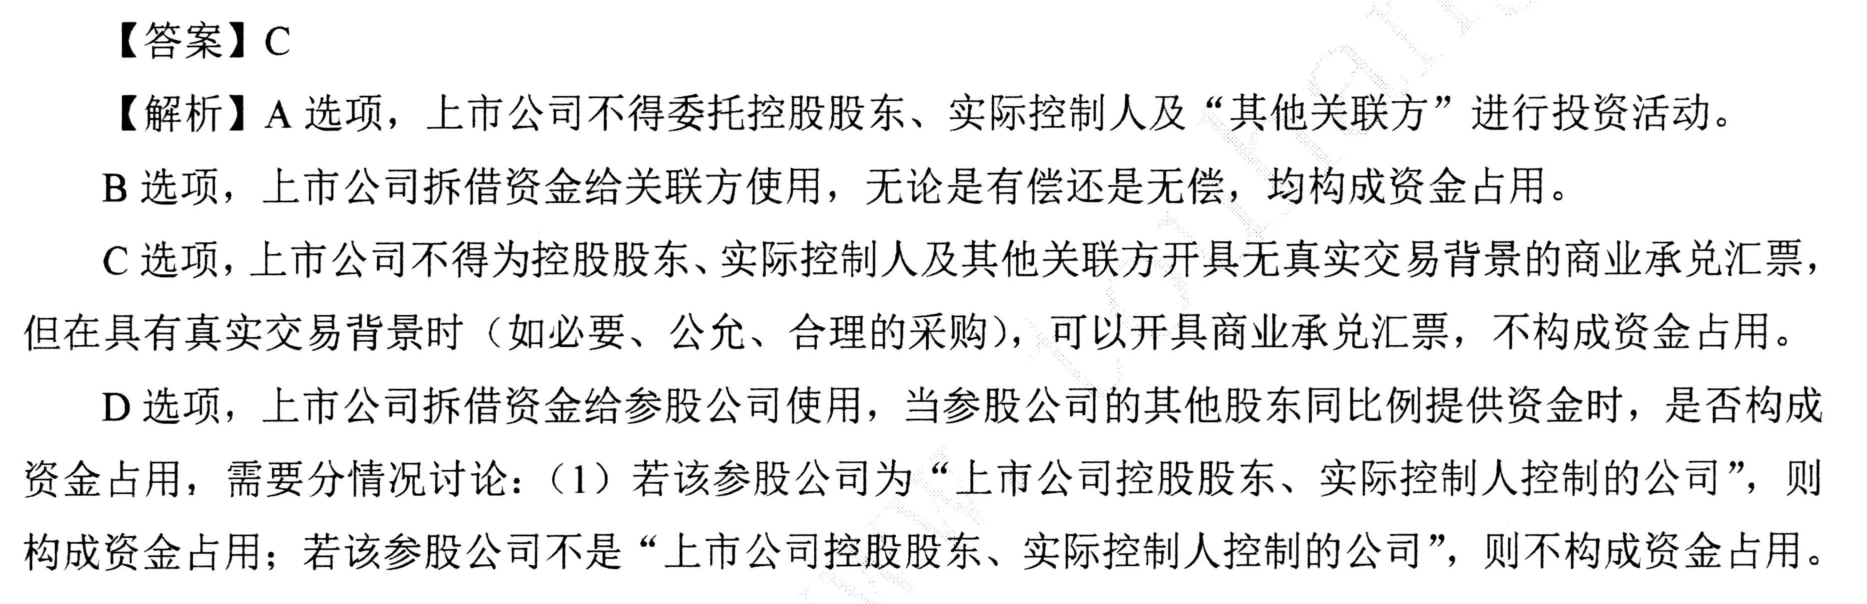 【答案】C
【解析】A 选项，上市公司不得委托控股股东、实际控制人及“其他关联方”进行投资活动。
B 选项，上市公司拆借资金给关联方使用，无论是有偿还是无偿，均构成资金占用。
C 选项，上市公司不得为控股股东、实际控制人及其他关联方开具无真实交易背景的商业承兑汇票，
但在具有真实交易背景时（如必要、公允、合理的采购），可以开具商业承兑汇票，不构成资金占用。
D 选项，上市公司拆借资金给参股公司使用，当参股公司的其他股东同比例提供资金时，是否构成
资金占用，需要分情况讨论：（1）若该参股公司为“上市公司控股股东、实际控制人控制的公司”，则
构成资金占用；若该参股公司不是“上市公司控股股东、实际控制人控制的公司”，则不构成资金占用。